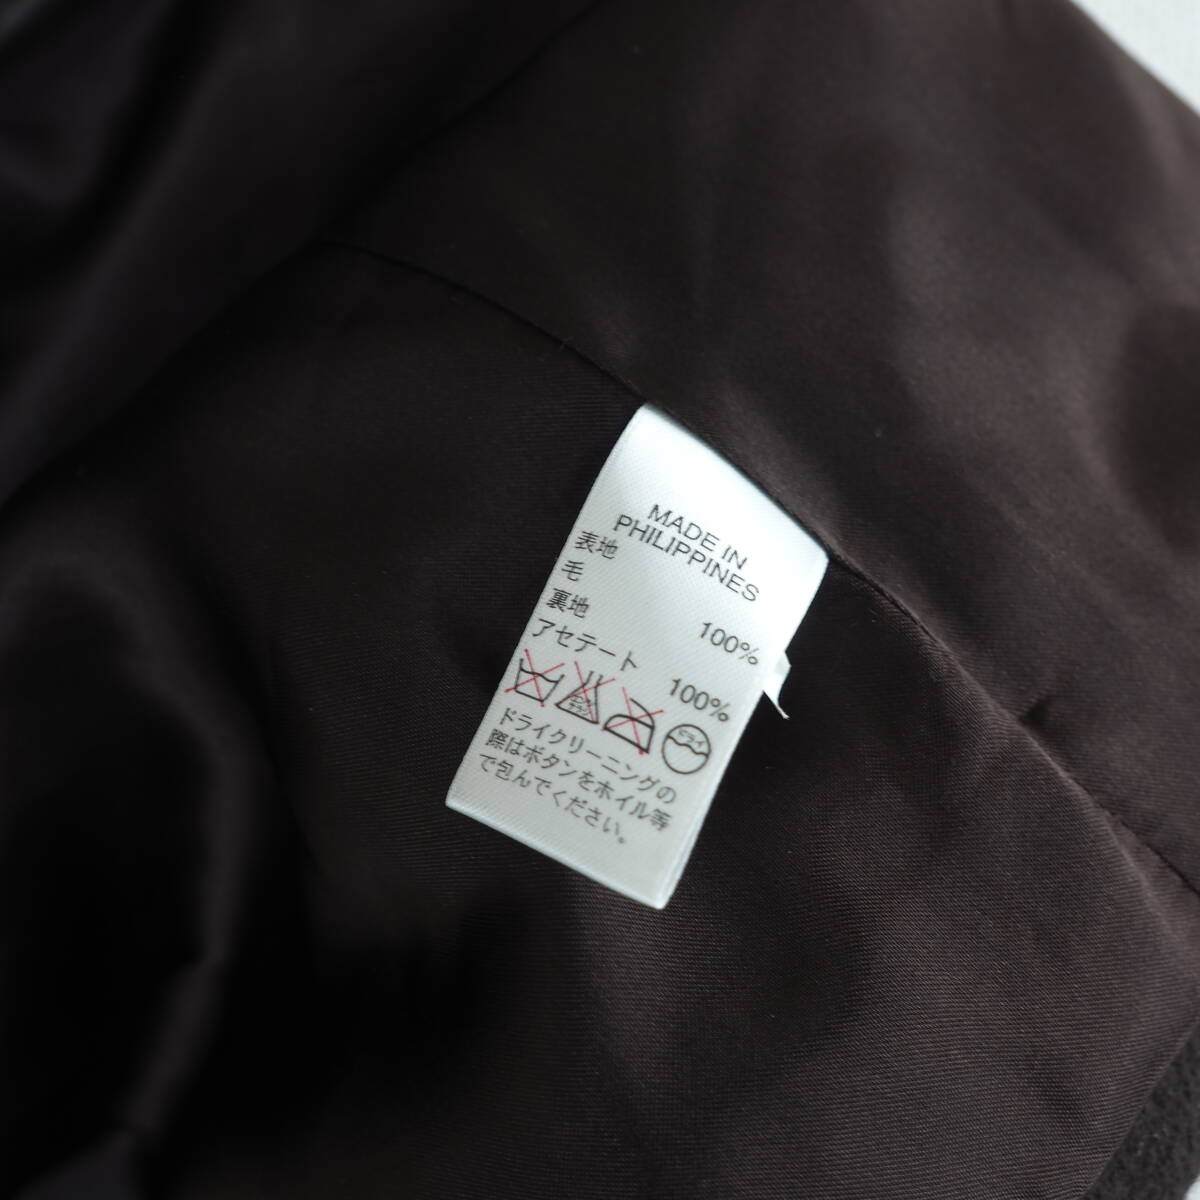 MADE IN
PHILIPPINES
表地
毛 100%
裏地
アセテート 100%
ドライクリーニングの
際はボタンをホイル等
で包んでください。